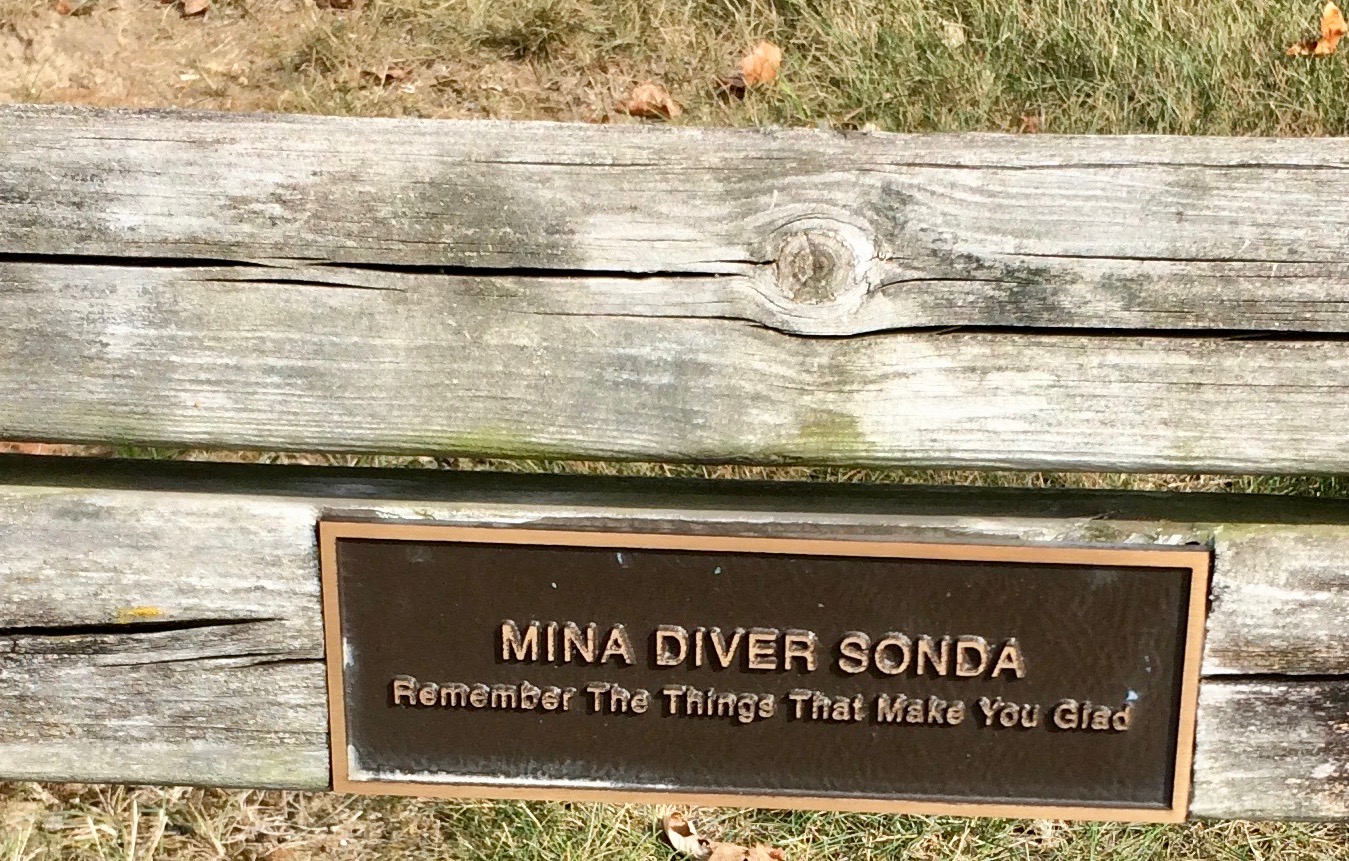 MINA DIVER SONDA
Remember The Things That Make You Glad